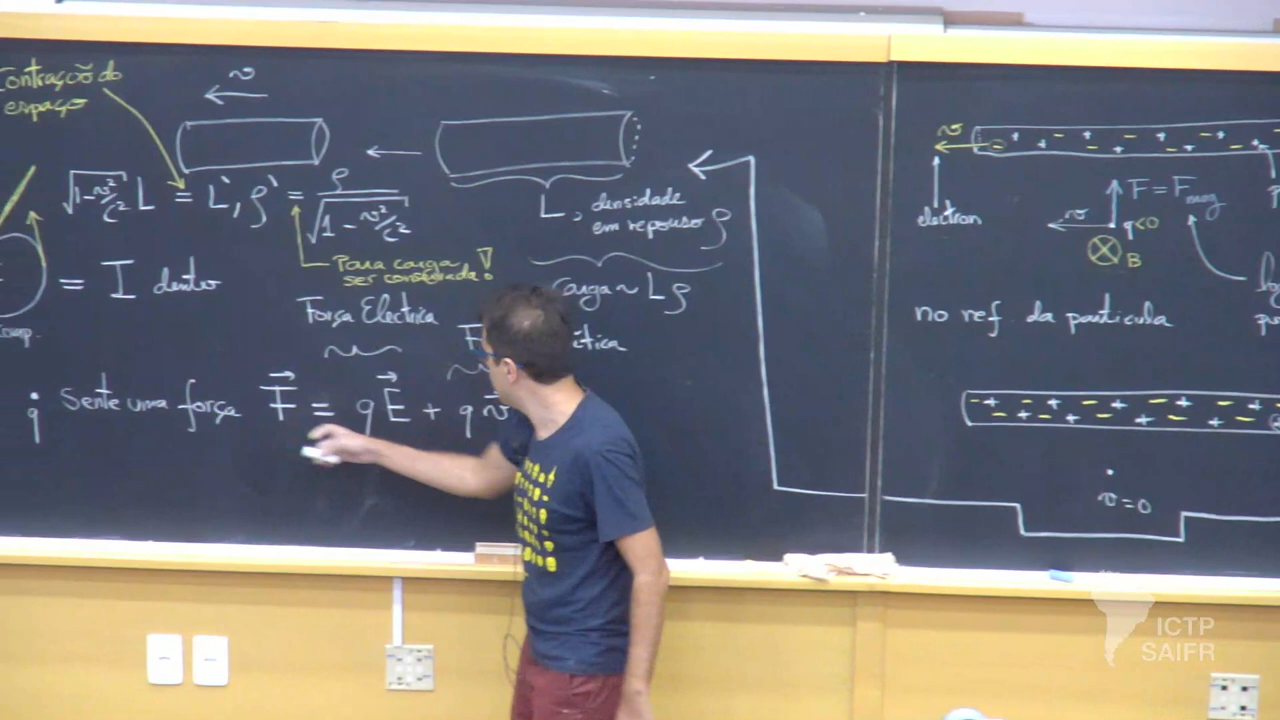 Contração do
espaço
v
√1-v²/c² L = L', ρ' = ρ/√1-v²/c²
Para carga
ser conservada!
L, densidade
em repouso ρ
Carga ~ Lρ
= I dentro
Força Electrica
q sente uma força F⃗ = qE⃗ + qv⃗
v
electron
F = Fmag
v
q<0
B
no ref. da particula
v=0
ICTP
SAIFR